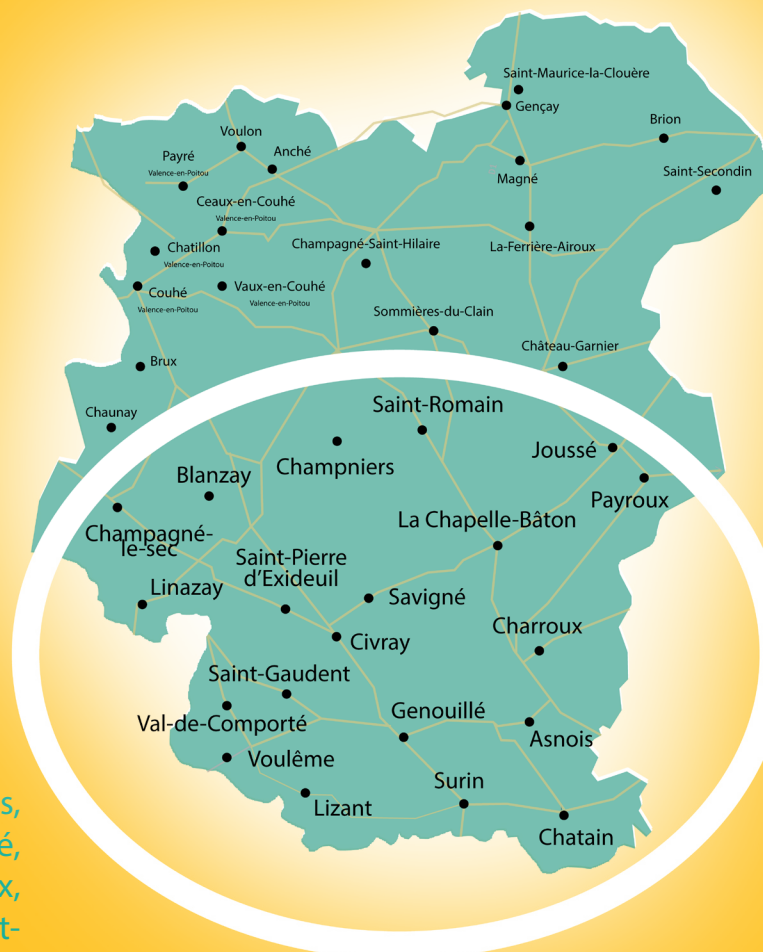 Saint-Maurice-la-Clouère
Gençay
Brion
Voulon
Anché
Payré
Valence-en-Poitou
Magné
Saint-Secondin
Ceaux-en-Couhé
Valence-en-Poitou
Chatillon
Valence-en-Poitou
Champagné-Saint-Hilaire
La-Ferrière-Airoux
Couhé
Valence-en-Poitou
Vaux-en-Couhé
Valence-en-Poitou
Sommières-du-Clain
Château-Garnier
Brux
Chaunay
Saint-Romain
Champniers
Joussé
Blanzay
Payroux
La Chapelle-Bâton
Champagné-
le-sec
Saint-Pierre
d'Exideuil
Linazay
Savigné
Civray
Charroux
Saint-Gaudent
Val-de-Comporté
Genouillé
Asnois
Voulême
Surin
Lizant
Chatain
s,
é,
x,
t-